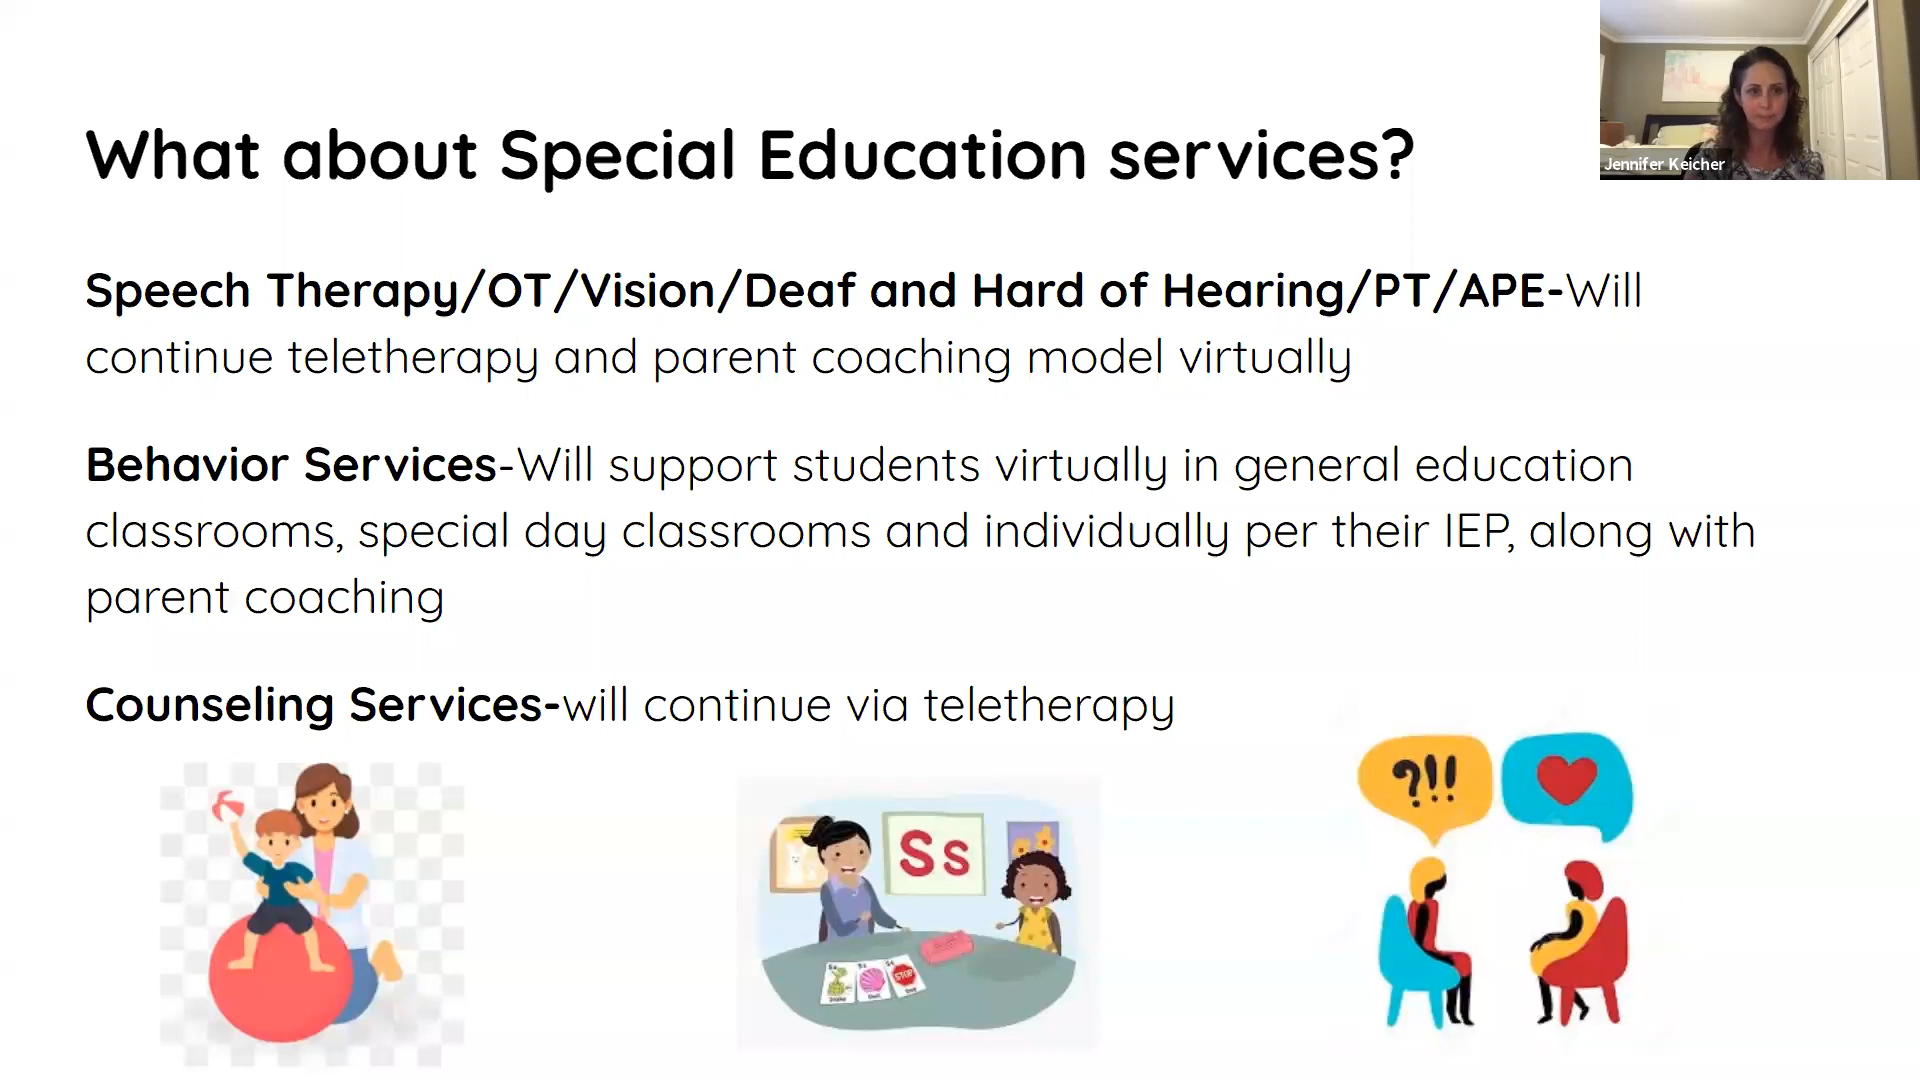 What about Special Education services?
Jennifer Keicher
Speech Therapy/OT/Vision/Deaf and Hard of Hearing/PT/APE-Will
continue teletherapy and parent coaching model virtually
Behavior Services-Will support students virtually in general education
classrooms, special day classrooms and individually per their IEP, along with
parent coaching
Counseling Services-will continue via teletherapy
?!!
Ss
STOP